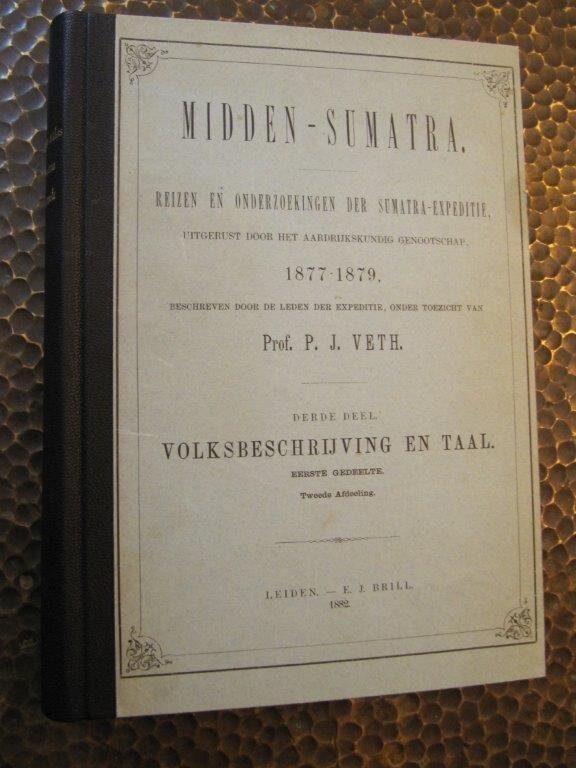 MIDDEN-SUMATRA.
REIZEN EN ONDERZOEKINGEN DER SUMATRA-EXPEDITIE,
UITGERUST DOOR HET AARDRIJKSKUNDIG GENOOTSCHAP,
1877-1879,
BESCHREVEN DOOR DE LEDEN DER EXPEDITIE, ONDER TOEZICHT VAN
Prof. P. J. VETH.
DERDE DEEL.
VOLKSBESCHRIJVING EN TAAL.
EERSTE GEDEELTE.
Tweede Afdeeling.
LEIDEN. — E. J. BRILL.
1882.